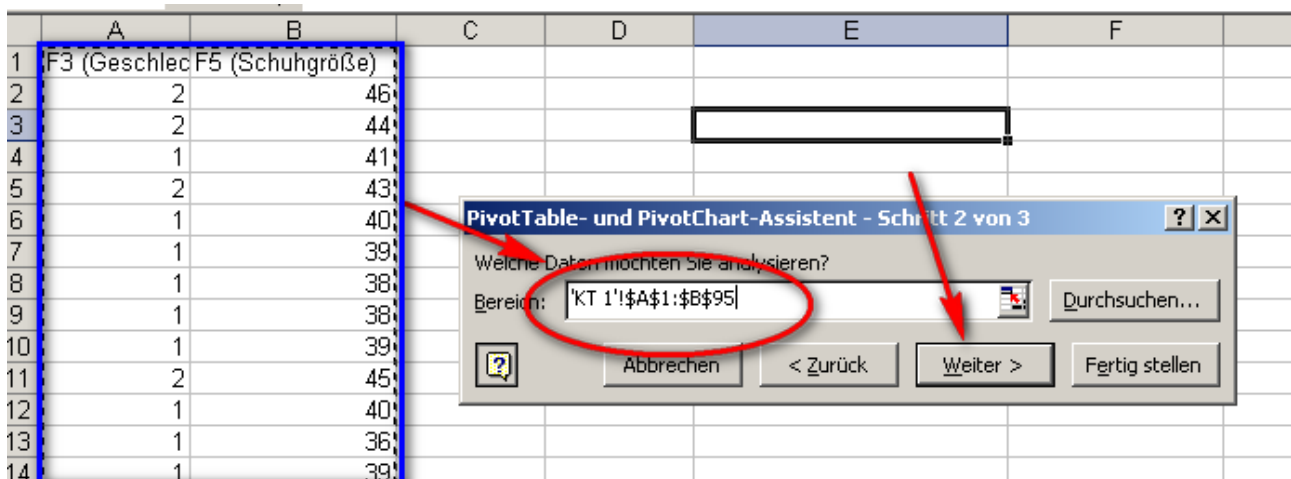 A B C D E F
1 F3 (Geschlec F5 (Schuhgröße)
2 2 46
3 2 44
4 1 41
5 2 43
6 1 40
7 1 39
8 1 38
9 1 38
10 1 39
11 2 45
12 1 40
13 1 36
14 1 39
PivotTable- und PivotChart-Assistent - Schritt 2 von 3 ? X
Welche Daten möchten Sie analysieren?
Bereich: 'KT 1'!$A$1:$B$95 Durchsuchen...
? Abbrechen < Zurück Weiter > Fertig stellen